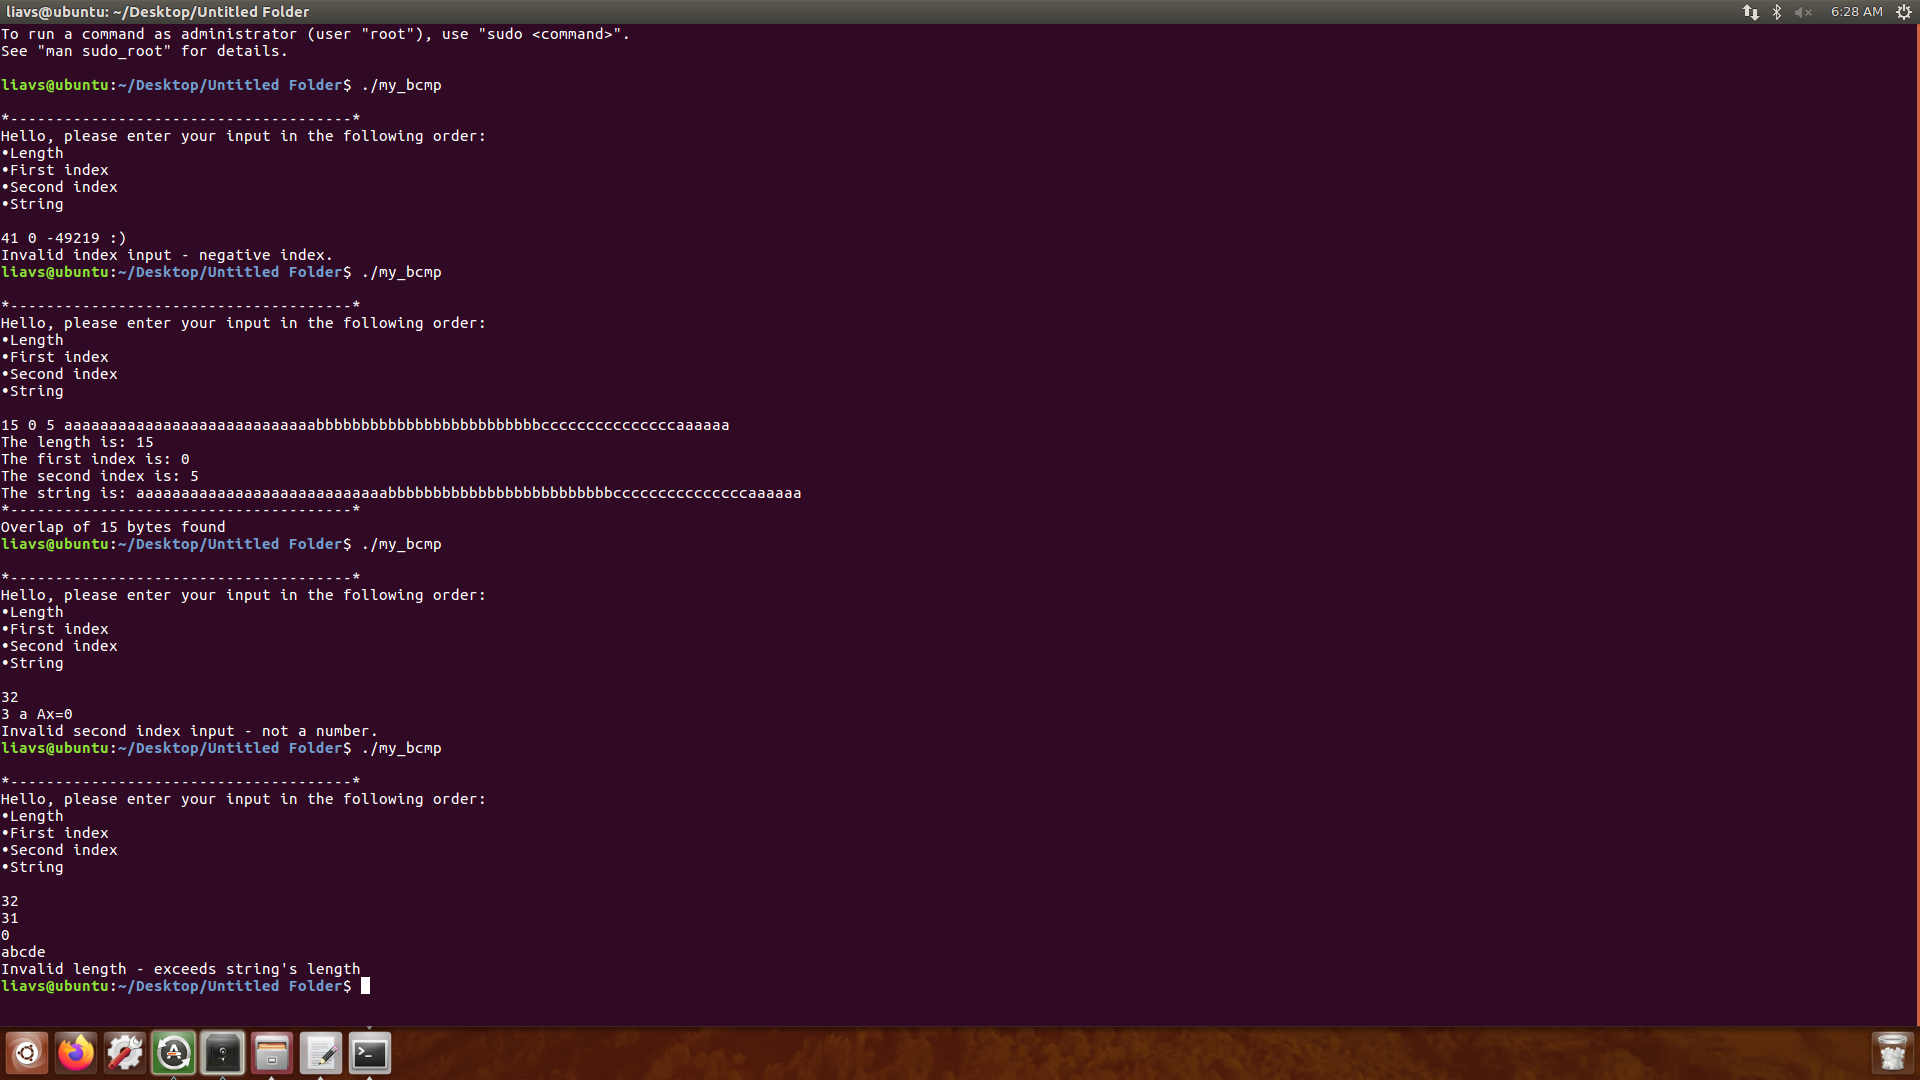 liavs@ubuntu: ~/Desktop/Untitled Folder
6:28 AM
To run a command as administrator (user "root"), use "sudo <command>".
See "man sudo_root" for details.
liavs@ubuntu:~/Desktop/Untitled Folder$ ./my_bcmp
*--------------------------------------*
Hello, please enter your input in the following order:
•Length
•First index
•Second index
•String
41 0 -49219 :)
Invalid index input - negative index.
liavs@ubuntu:~/Desktop/Untitled Folder$ ./my_bcmp
*--------------------------------------*
Hello, please enter your input in the following order:
•Length
•First index
•Second index
•String
15 0 5 aaaaaaaaaaaaaaaaaaaaaaaaaaaabbbbbbbbbbbbbbbbbbbbbbbbbcccccccccccccccaaaaaa
The length is: 15
The first index is: 0
The second index is: 5
The string is: aaaaaaaaaaaaaaaaaaaaaaaaaaaabbbbbbbbbbbbbbbbbbbbbbbbbcccccccccccccccaaaaaa
*--------------------------------------*
Overlap of 15 bytes found
liavs@ubuntu:~/Desktop/Untitled Folder$ ./my_bcmp
*--------------------------------------*
Hello, please enter your input in the following order:
•Length
•First index
•Second index
•String
32
3 a Ax=0
Invalid second index input - not a number.
liavs@ubuntu:~/Desktop/Untitled Folder$ ./my_bcmp
*--------------------------------------*
Hello, please enter your input in the following order:
•Length
•First index
•Second index
•String
32
31
0
abcde
Invalid length - exceeds string's length
liavs@ubuntu:~/Desktop/Untitled Folder$